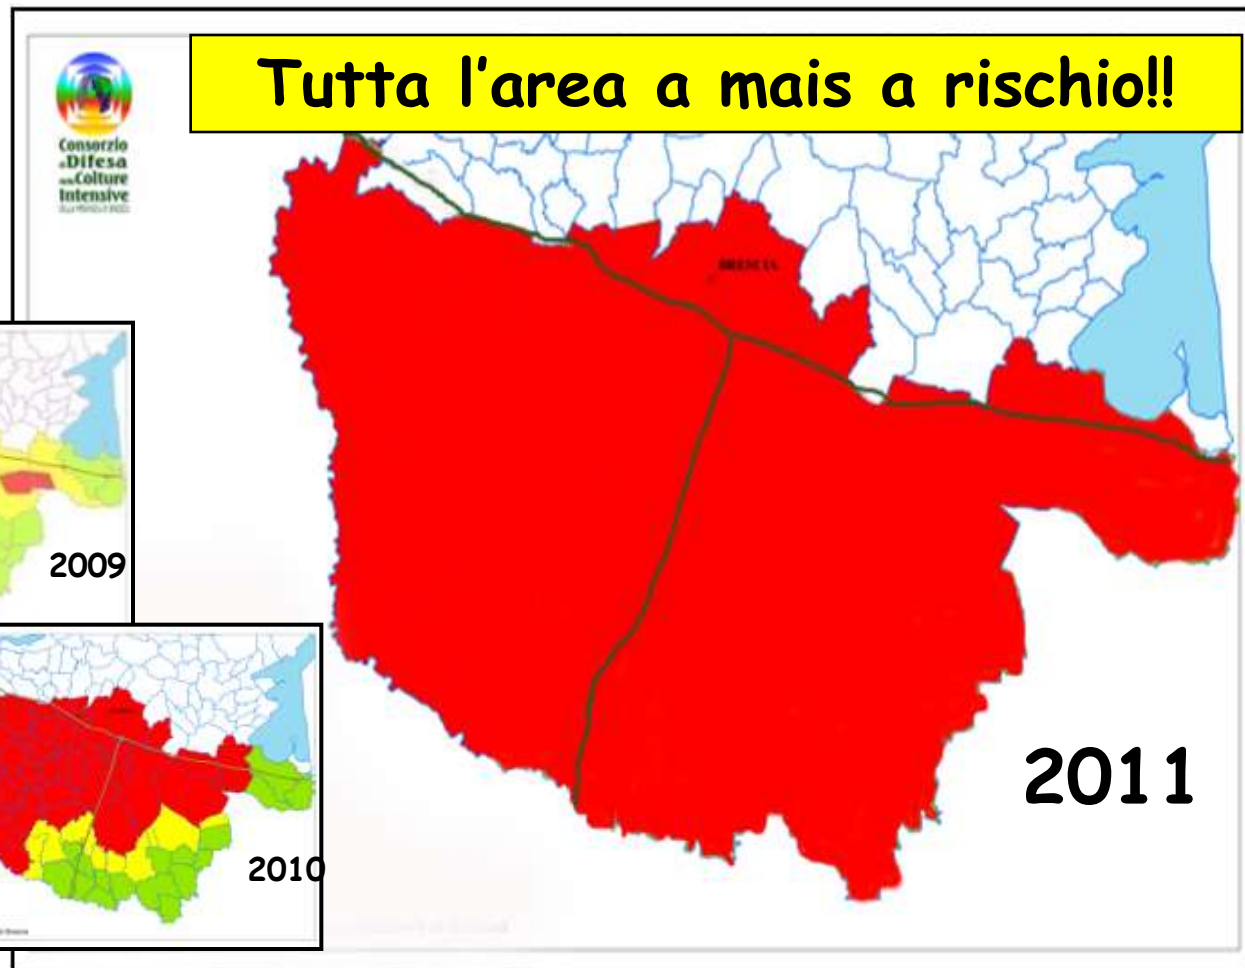 Tutta l'area a mais a rischio!!
Consorzio
Difesa
Colture
Intensive
BRESCIA
2009
2010
2011